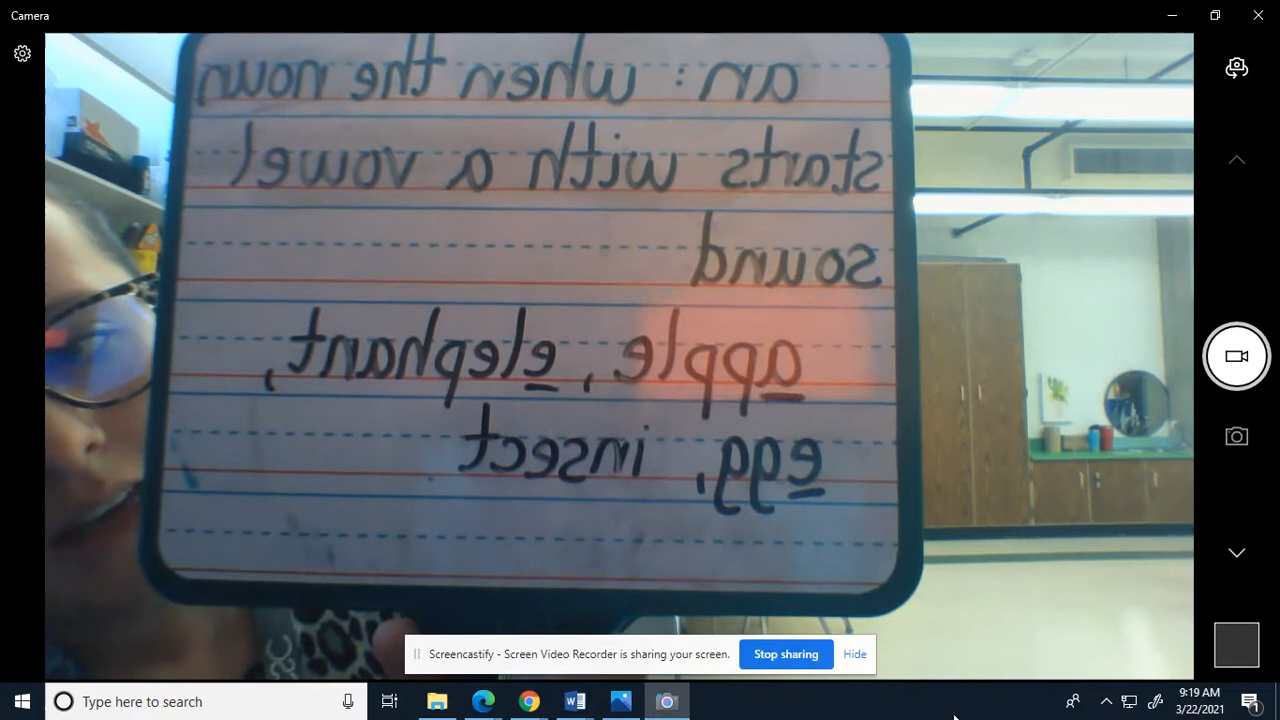 Camera
an: when the noun
starts with a vowel
sound
apple, elephant,
egg, insect
Screencastify - Screen Video Recorder is sharing your screen.
Stop sharing
Hide
Type here to search
9:19 AM
3/22/2021
1